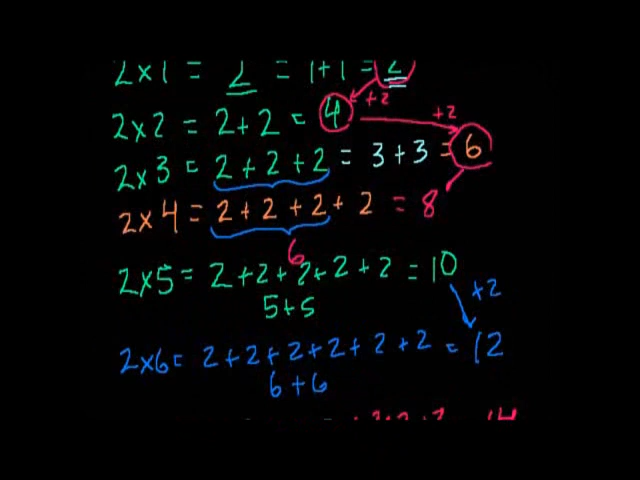 2x1 = 2 = 1+1 = 2
+2
+2
2x2 = 2+2 = 4
2x3 = 2 + 2 + 2 = 3 + 3 = 6
2x4 = 2 + 2 + 2 + 2 = 8
6
2x5 = 2 + 2 + 2 + 2 + 2 = 10
+2
5+5
2x6 = 2 + 2 + 2 + 2 + 2 + 2 = 12
6 + 6
14